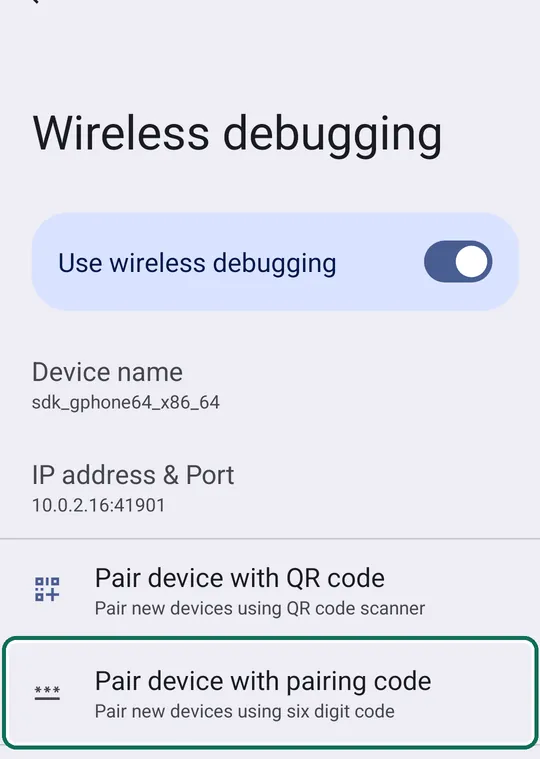 Wireless debugging
Use wireless debugging
Device name
sdk_gphone64_x86_64
IP address & Port
10.0.2.16:41901
Pair device with QR code
Pair new devices using QR code scanner
Pair device with pairing code
Pair new devices using six digit code